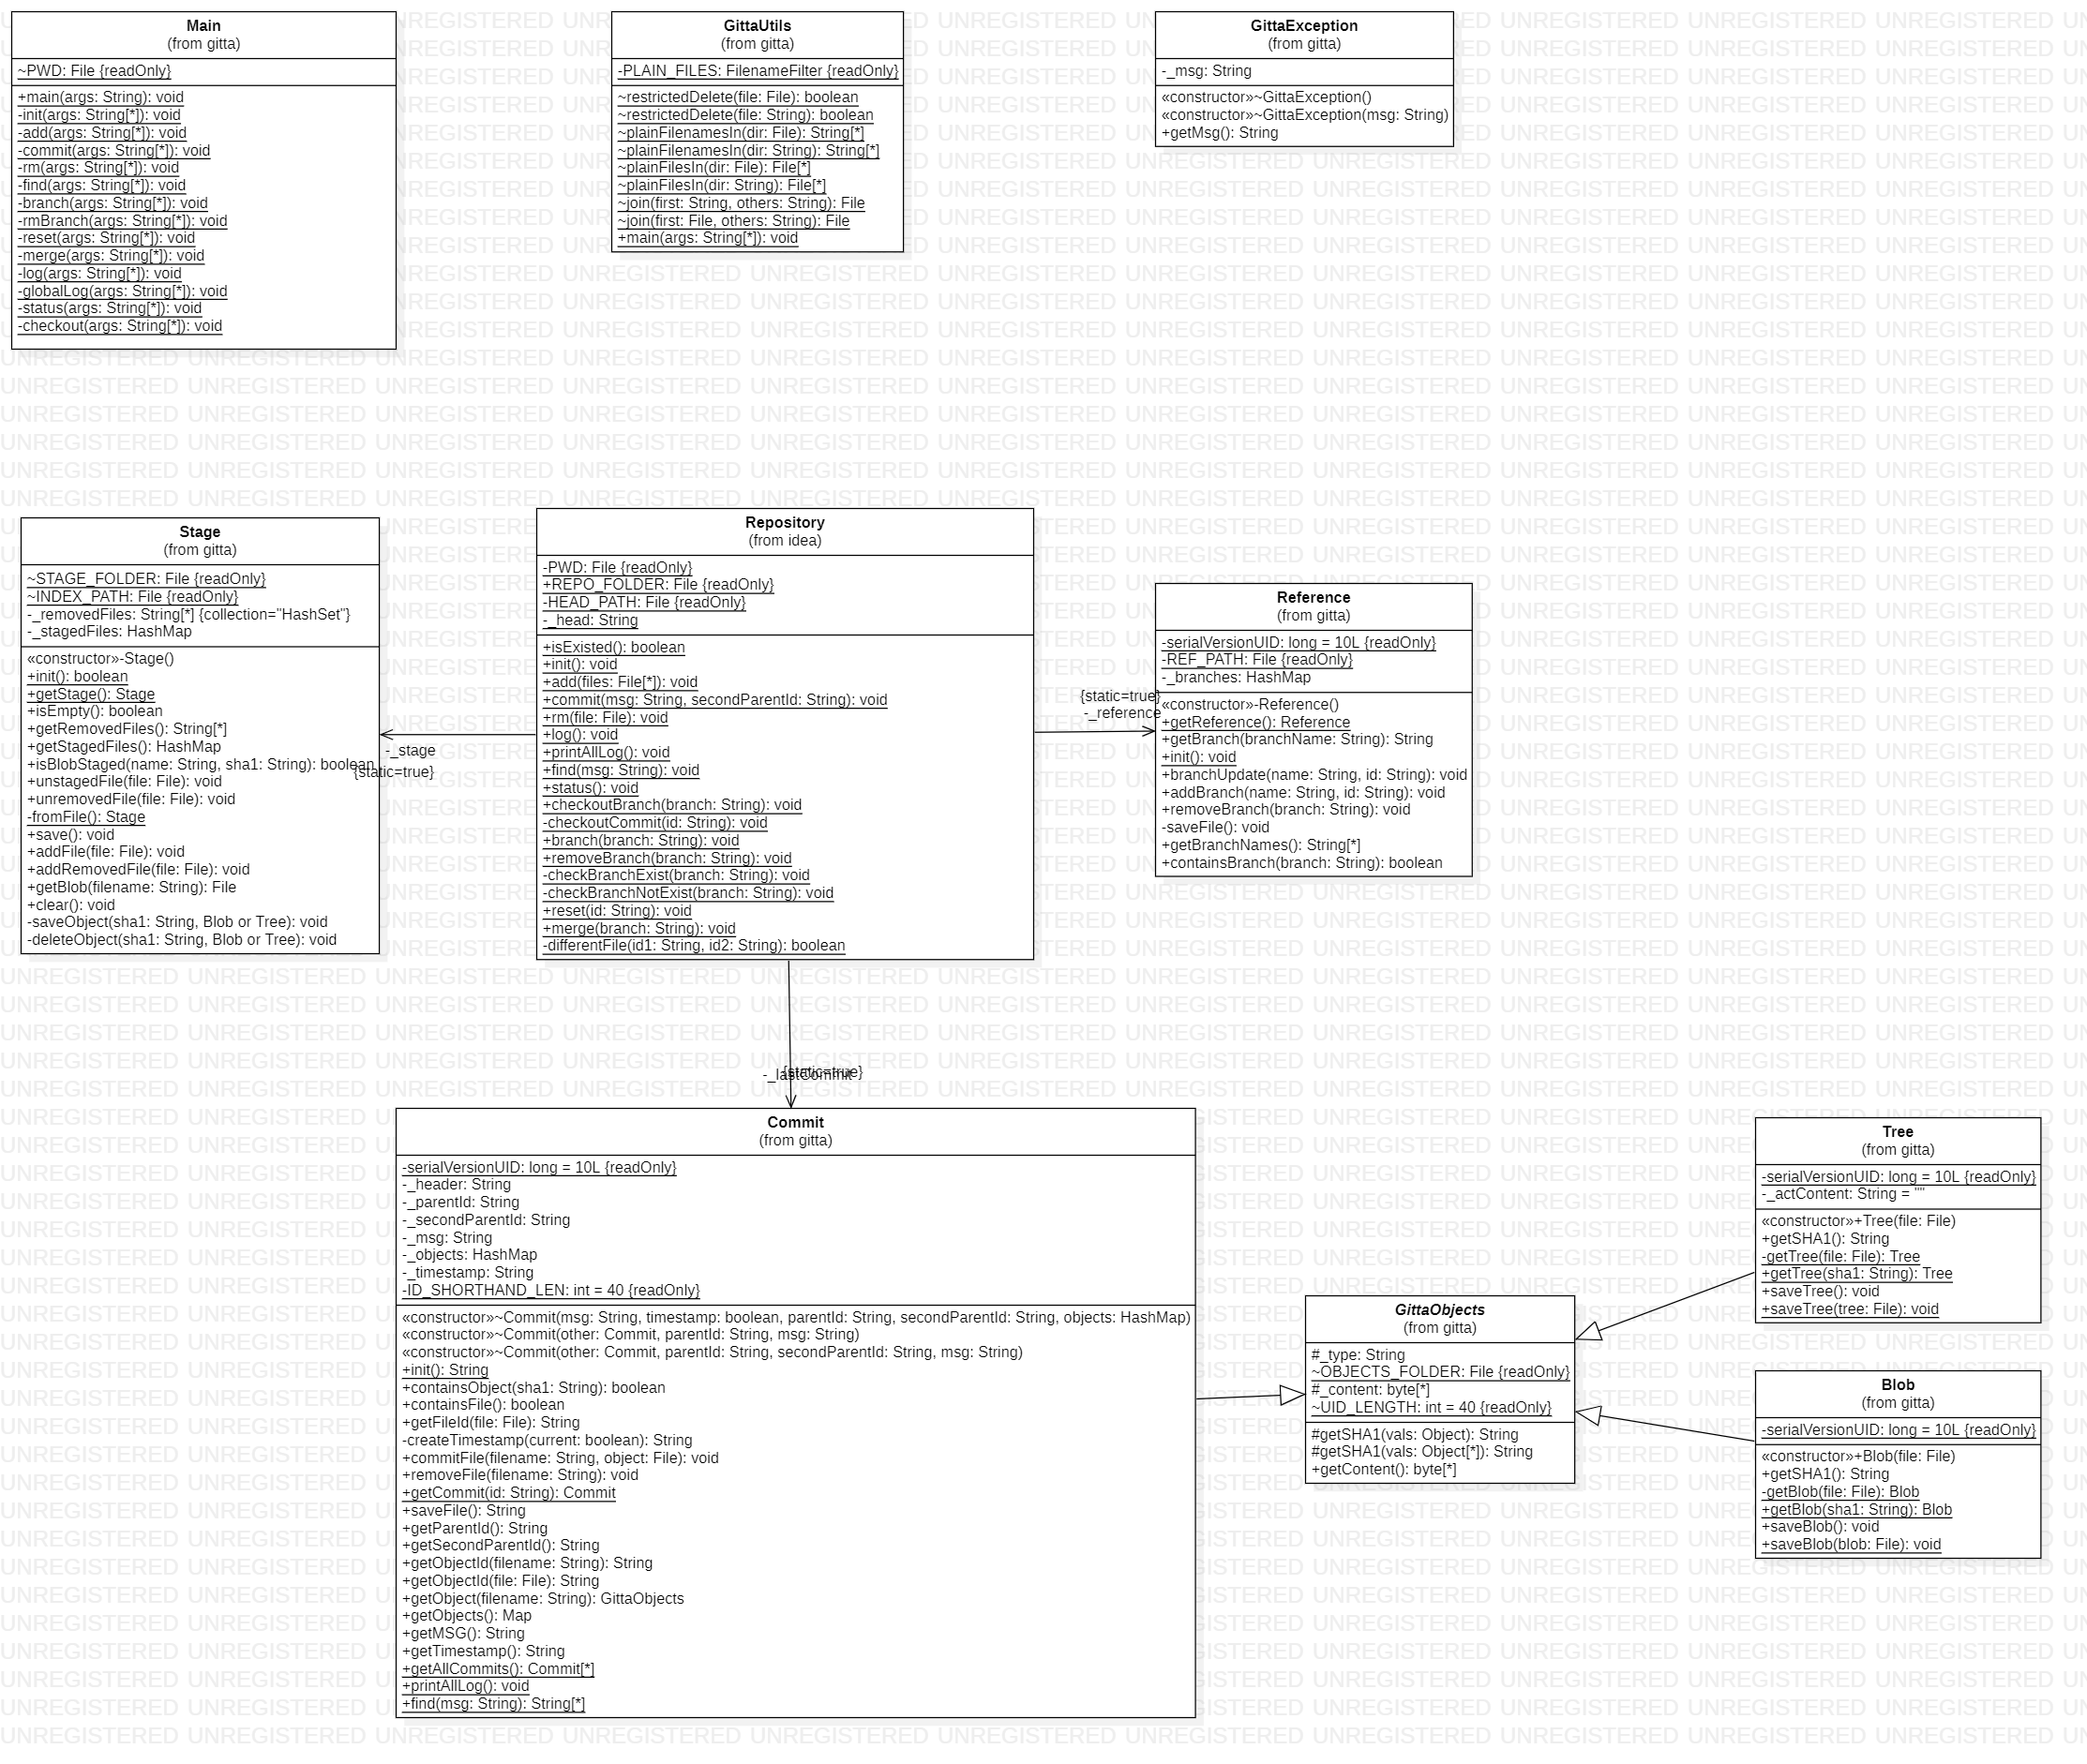 Main
(from gitta)
~PWD: File {readOnly}
+main(args: String): void
-init(args: String[*]): void
-add(args: String[*]): void
-commit(args: String[*]): void
-rm(args: String[*]): void
-find(args: String[*]): void
-branch(args: String[*]): void
-rmBranch(args: String[*]): void
-reset(args: String[*]): void
-merge(args: String[*]): void
-log(args: String[*]): void
-globalLog(args: String[*]): void
-status(args: String[*]): void
-checkout(args: String[*]): void
GittaUtils
(from gitta)
-PLAIN_FILES: FilenameFilter {readOnly}
~restrictedDelete(file: File): boolean
~restrictedDelete(file: String): boolean
~plainFilenamesIn(dir: File): String[*]
~plainFilenamesIn(dir: String): String[*]
~plainFilesIn(dir: File): File[*]
~plainFilesIn(dir: String): File[*]
~join(first: String, others: String): File
~join(first: File, others: String): File
+main(args: String[*]): void
GittaException
(from gitta)
-_msg: String
«constructor»~GittaException()
«constructor»~GittaException(msg: String)
+getMsg(): String
Stage
(from gitta)
~STAGE_FOLDER: File {readOnly}
~INDEX_PATH: File {readOnly}
-_removedFiles: String[*] {collection="HashSet"}
-_stagedFiles: HashMap
«constructor»-Stage()
+init(): boolean
+getStage(): Stage
+isEmpty(): boolean
+getRemovedFiles(): String[*]
+getStagedFiles(): HashMap
+isBlobStaged(name: String, sha1: String): boolean
+unstagedFile(file: File): void
+unremovedFile(file: File): void
-fromFile(): Stage
+save(): void
+addFile(file: File): void
+addRemovedFile(file: File): void
+getBlob(filename: String): File
+clear(): void
-saveObject(sha1: String, Blob or Tree): void
-deleteObject(sha1: String, Blob or Tree): void
-_stage
{static=true}
Repository
(from idea)
-PWD: File {readOnly}
+REPO_FOLDER: File {readOnly}
-HEAD_PATH: File {readOnly}
-_head: String
+isExisted(): boolean
+init(): void
+add(files: File[*]): void
+commit(msg: String, secondParentId: String): void
+rm(file: File): void
+log(): void
+printAllLog(): void
+find(msg: String): void
+status(): void
+checkoutBranch(branch: String): void
-checkoutCommit(id: String): void
+branch(branch: String): void
+removeBranch(branch: String): void
-checkBranchExist(branch: String): void
-checkBranchNotExist(branch: String): void
+reset(id: String): void
+merge(branch: String): void
-differentFile(id1: String, id2: String): boolean
{static=true}
-_reference
Reference
(from gitta)
-serialVersionUID: long = 10L {readOnly}
-REF_PATH: File {readOnly}
-_branches: HashMap
«constructor»-Reference()
+getReference(): Reference
+getBranch(branchName: String): String
+init(): void
+branchUpdate(name: String, id: String): void
+addBranch(name: String, id: String): void
+removeBranch(branch: String): void
-saveFile(): void
+getBranchNames(): String[*]
+containsBranch(branch: String): boolean
{static=true}
-_lastCommit
Commit
(from gitta)
-serialVersionUID: long = 10L {readOnly}
-_header: String
-_parentId: String
-_secondParentId: String
-_msg: String
-_objects: HashMap
-_timestamp: String
-ID_SHORTHAND_LEN: int = 40 {readOnly}
«constructor»~Commit(msg: String, timestamp: boolean, parentId: String, secondParentId: String, objects: HashMap)
«constructor»~Commit(other: Commit, parentId: String, msg: String)
«constructor»~Commit(other: Commit, parentId: String, secondParentId: String, msg: String)
+init(): String
+containsObject(sha1: String): boolean
+containsFile(): boolean
+getFileId(file: File): String
-createTimestamp(current: boolean): String
+commitFile(filename: String, object: File): void
+removeFile(filename: String): void
+getCommit(id: String): Commit
+saveFile(): String
+getParentId(): String
+getSecondParentId(): String
+getObjectId(filename: String): String
+getObjectId(file: File): String
+getObject(filename: String): GittaObjects
+getObjects(): Map
+getMSG(): String
+getTimestamp(): String
+getAllCommits(): Commit[*]
+printAllLog(): void
+find(msg: String): String[*]
GittaObjects
(from gitta)
#_type: String
~OBJECTS_FOLDER: File {readOnly}
#_content: byte[*]
~UID_LENGTH: int = 40 {readOnly}
#getSHA1(vals: Object): String
#getSHA1(vals: Object[*]): String
+getContent(): byte[*]
Tree
(from gitta)
-serialVersionUID: long = 10L {readOnly}
-_actContent: String = ""
«constructor»+Tree(file: File)
+getSHA1(): String
-getTree(file: File): Tree
+getTree(sha1: String): Tree
+saveTree(): void
+saveTree(tree: File): void
Blob
(from gitta)
-serialVersionUID: long = 10L {readOnly}
«constructor»+Blob(file: File)
+getSHA1(): String
-getBlob(file: File): Blob
+getBlob(sha1: String): Blob
+saveBlob(): void
+saveBlob(blob: File): void